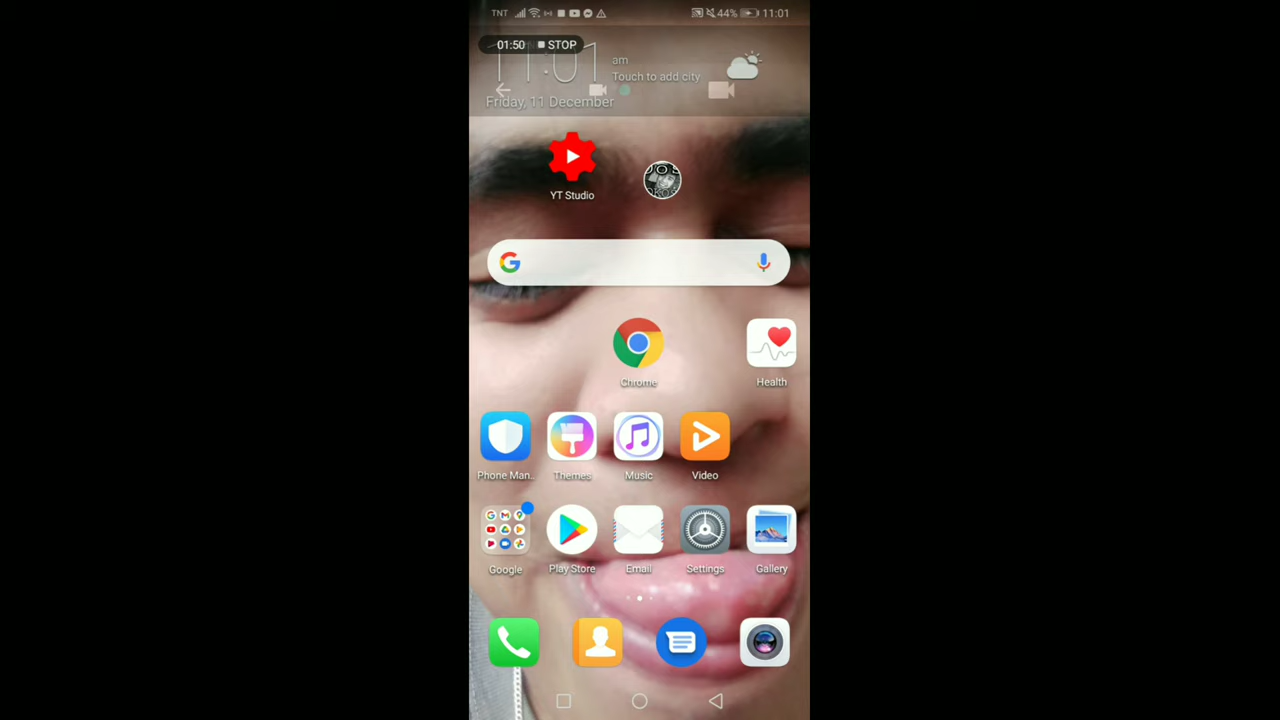 TNT 44% 11:01
01:50 STOP
11:01 am
Touch to add city
Friday, 11 December
YT Studio
Chrome Health
Phone Man.. Themes Music Video
Google Play Store Email Settings Gallery